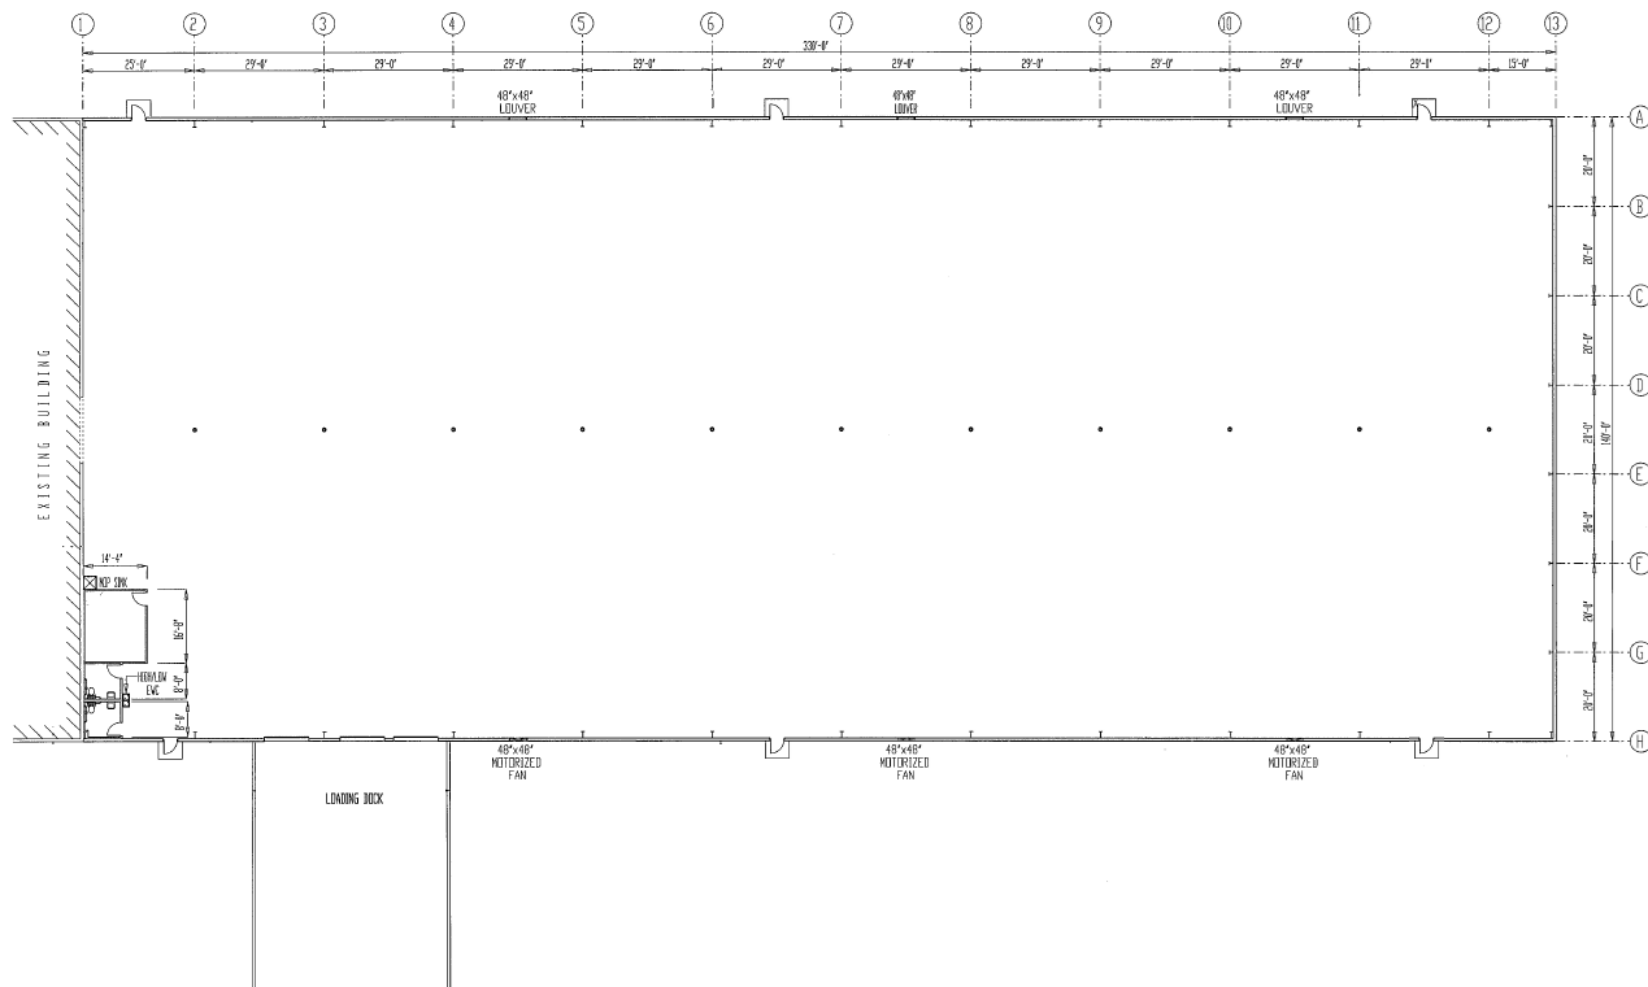 1 2 3 4 5 6 7 8 9 10 11 12 13
330'-0"
25'-0" 29'-0" 29'-0" 29'-0" 29'-0" 29'-0" 29'-0" 29'-0" 29'-0" 29'-0" 15'-0"
48"x48"
LOUVER
48"x48"
LOUVER
48"x48"
LOUVER
A
20'-0"
B
20'-0"
C
20'-0"
D
20'-0"
140'-0"
E
20'-0"
F
20'-0"
G
20'-0"
H
EXISTING BUILDING
14'-4"
MOP SINK
16'-8"
HIGH/LOW
EWC
8'-0"
8'-8"
48"x48"
MOTORIZED
FAN
48"x48"
MOTORIZED
FAN
48"x48"
MOTORIZED
FAN
LOADING DOCK